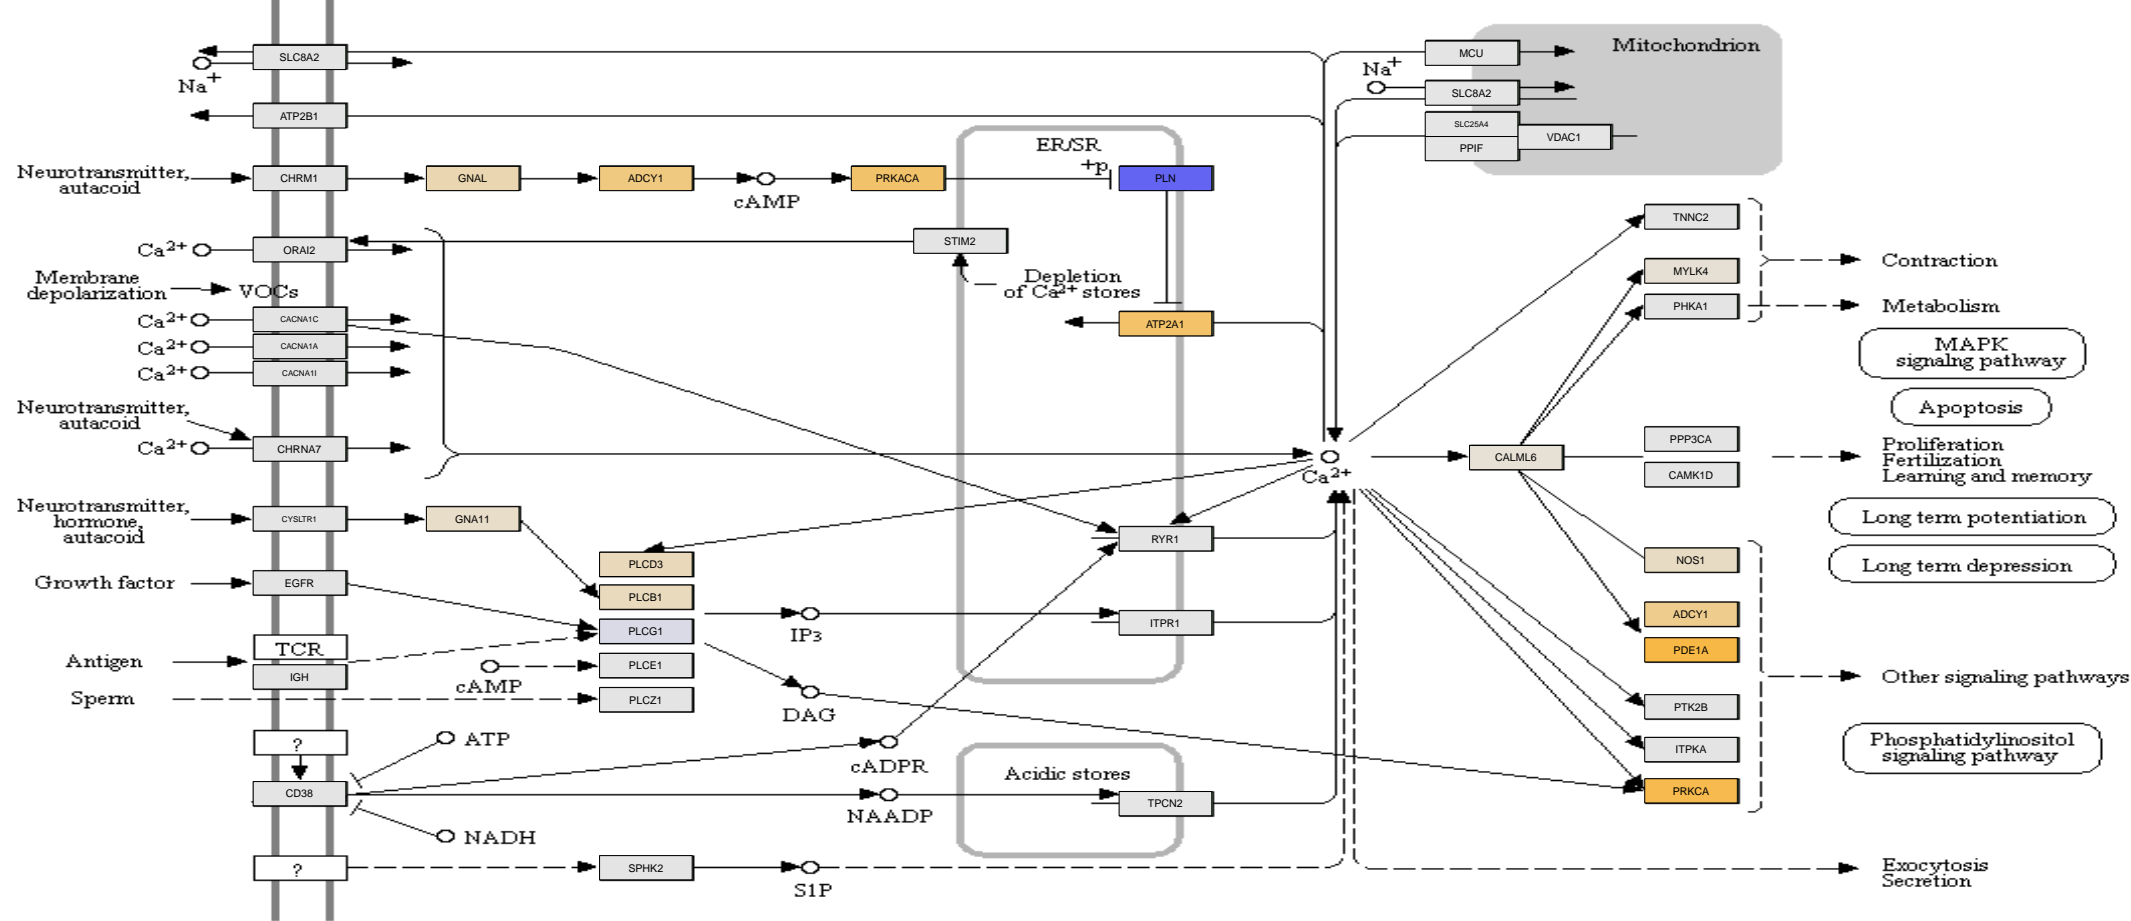 SLC8A2
Na+
ATP2B1
Neurotransmitter,
autacoid
CHRM1
GNAL
ADCY1
cAMP
PRKACA
ER/SR
+p
PLN
Ca2+
ORAI2
STIM2
Depletion
of Ca2+ stores
Membrane
depolarization
VOCs
Ca2+
CACNA1C
Ca2+
CACNA1A
Ca2+
CACNA1I
ATP2A1
Neurotransmitter,
autacoid
Ca2+
CHRNA7
Neurotransmitter,
hormone,
autacoid
CYSLTR1
GNA11
Growth factor
EGFR
PLCD3
PLCB1
PLCG1
PLCE1
PLCZ1
Antigen
TCR
IGH
cAMP
Sperm
IP3
DAG
RYR1
ITPR1
?
ATP
CD38
NADH
cADPR
NAADP
Acidic stores
TPCN2
?
SPHK2
S1P
Mitochondrion
MCU
Na+
SLC8A2
SLC25A4
PPIF
VDAC1
Ca2+
CALML6
TNNC2
MYLK4
PHKA1
PPP3CA
CAMK1D
NOS1
ADCY1
PDE1A
PTK2B
ITPKA
PRKCA
Contraction
Metabolism
MAPK
signalng pathway
Apoptosis
Proliferation
Fertilization
Learning and memory
Long term potentiation
Long term depression
Other signaling pathways
Phosphatidylinositol
signaling pathway
Exocytosis
Secretion